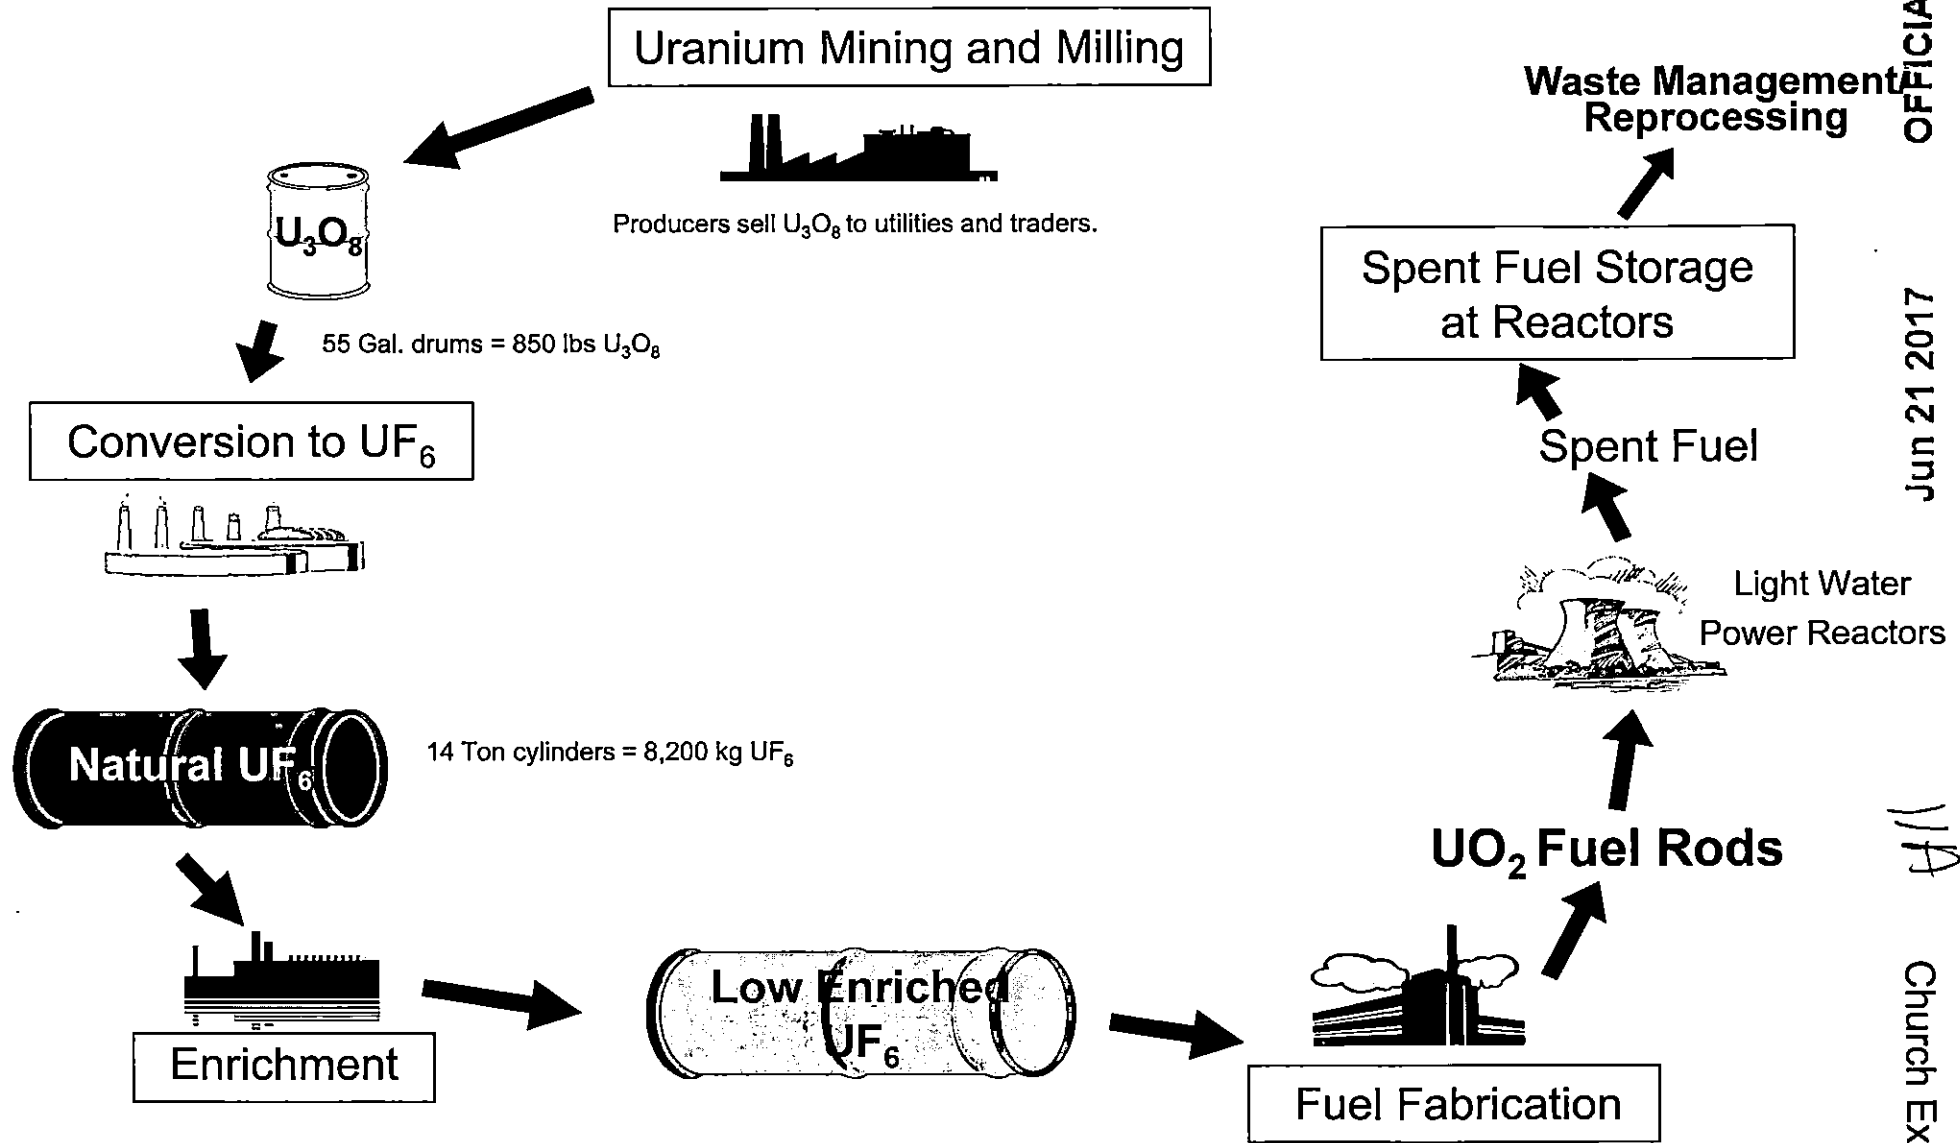 Uranium Mining and Milling
Producers sell U₃O₈ to utilities and traders.
U₃O₈
55 Gal. drums = 850 lbs U₃O₈
Conversion to UF₆
Natural UF₆
14 Ton cylinders = 8,200 kg UF₆
Enrichment
Low Enriched
UF₆
Fuel Fabrication
UO₂ Fuel Rods
Light Water
Power Reactors
Spent Fuel
Spent Fuel Storage
at Reactors
Waste Management/
Reprocessing
Jun 21 2017
Church Ex